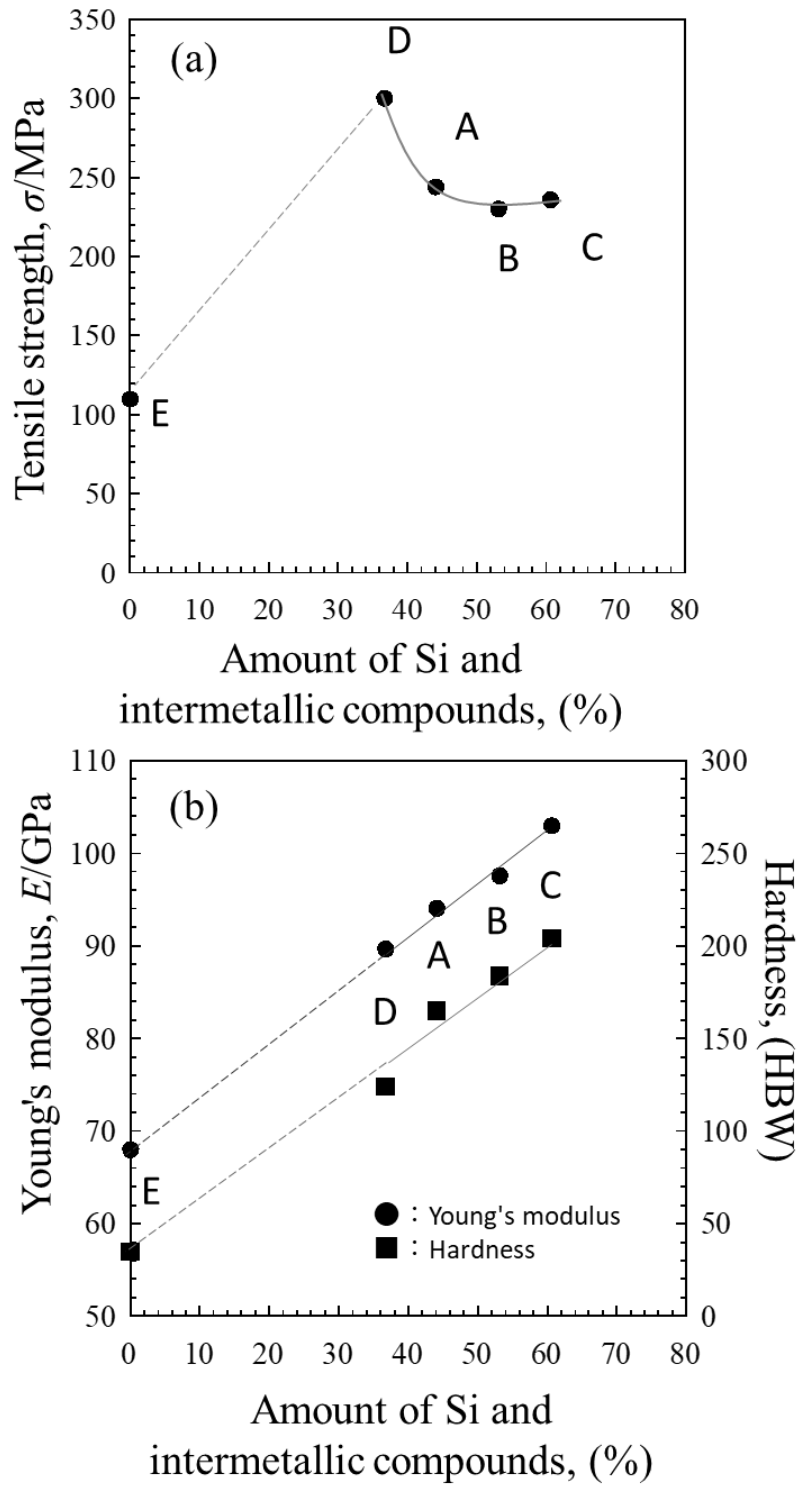 (a)
Tensile strength, σ/MPa
350
300
250
200
150
100
50
0
D
A
B
C
E
0 10 20 30 40 50 60 70 80
Amount of Si and
intermetallic compounds, (%)
(b)
Young's modulus, E/GPa
110
100
90
80
70
60
50
C
B
A
D
E
● : Young's modulus
■ : Hardness
300
250
200
150
100
50
0
Hardness, (HBW)
0 10 20 30 40 50 60 70 80
Amount of Si and
intermetallic compounds, (%)